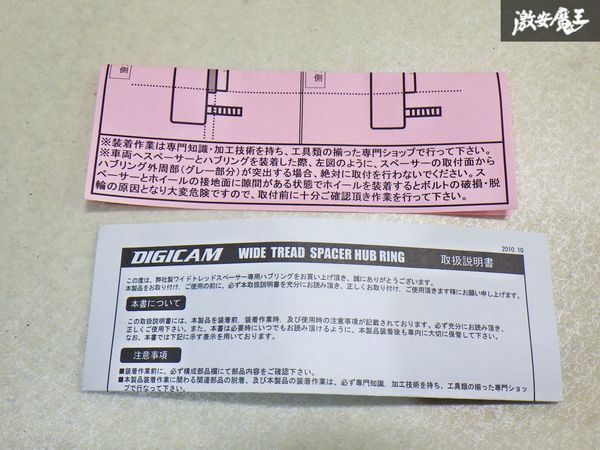 激安魔王
側
側
※装着作業は専門知識・加工技術を持ち、工具類の揃った専門ショップで行って下さい。
※車両へスペーサーとハブリングを装着した際、左図のように、スペーサーの取付面から
ハブリング外周部(グレー部分)が突出する場合、絶対に取付を行わないでください。ス
ペーサーとホイールの接地面に隙間がある状態でホイールを装着するとボルトの破損・脱
輪の原因となり大変危険ですので、取付前に十分ご確認頂き作業を行って下さい。
2010.10
DIGICAM WIDE TREAD SPACER HUB RING 取扱説明書
この度は、弊社製ワイドトレッドスペーサー専用ハブリングをお買い上げ頂き、誠にありがとうございます。
本製品をお取り付け、ご使用の前に、必ず本取扱説明書を充分にお読み頂き、正しくお取付け、ご使用頂きます様にお願い申し上げます。
本書について
この取扱説明書には、本製品を装着前、装着作業時、及び使用時の注意事項が記載されております。必ず充分にお読み頂き、
正しくご使用下さい。また、本書は必要時にいつでもお読み頂けるように、本製品装着後も車内に大切に保管して下さい。
なお、本書では下記に示す表示を用いております。
注意事項
■装着作業前に、必ず構成部品欄にて部品内容をご確認下さい。
■本製品装着作業に関わる関連部品の脱着、及び本製品の装着作業は、必ず専門知識、加工技術を持ち、工具類の揃った専門ショッ
プで行なって下さい。